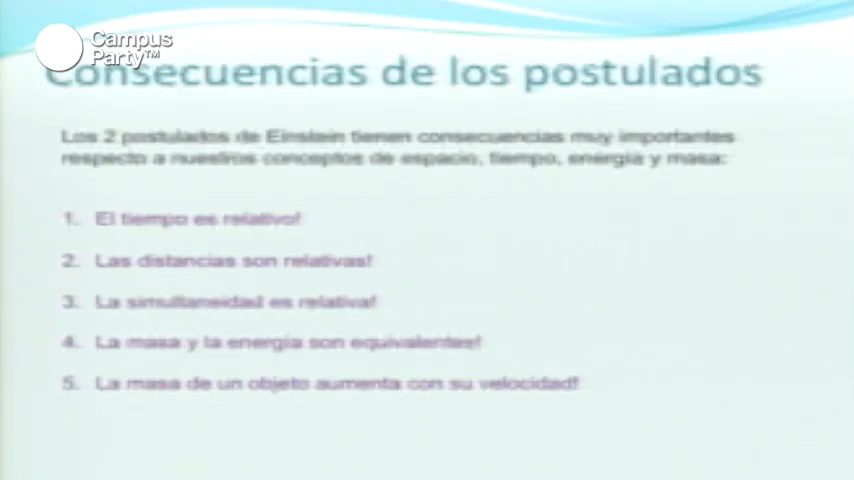 Campus
Party™
Consecuencias de los postulados
Los 2 postulados de Einstein tienen consecuencias muy importantes
respecto a nuestros conceptos de espacio, tiempo, energía y masa:
1. El tiempo es relativo!
2. Las distancias son relativas!
3. La simultaneidad es relativa!
4. La masa y la energía son equivalentes!
5. La masa de un objeto aumenta con su velocidad!